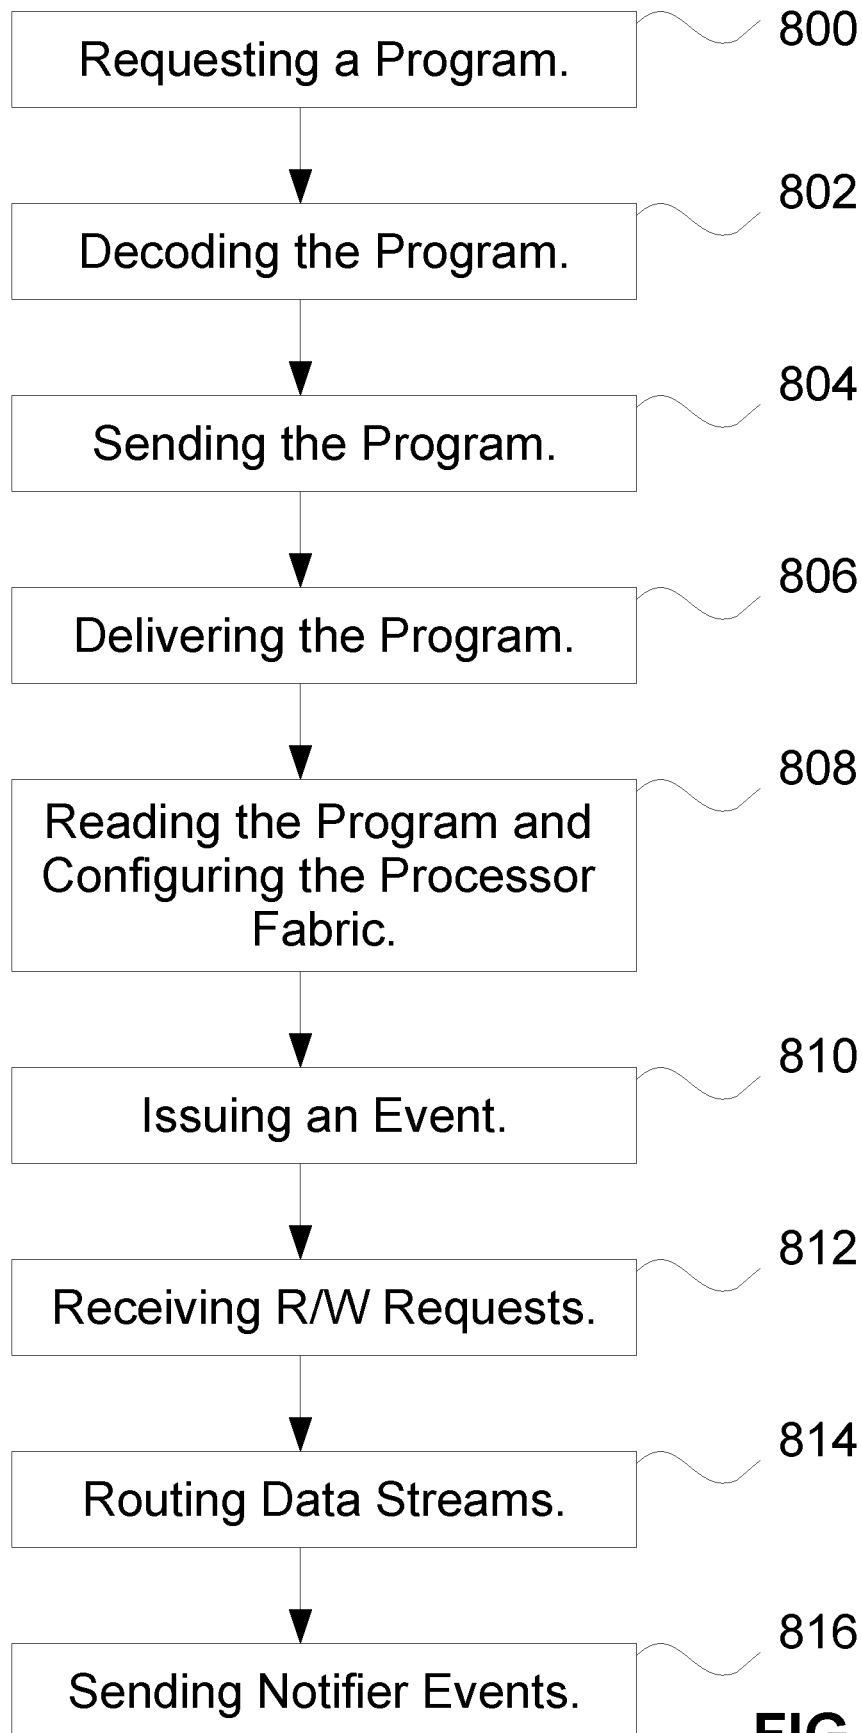 800
Requesting a Program.
802
Decoding the Program.
804
Sending the Program.
806
Delivering the Program.
808
Reading the Program and
Configuring the Processor
Fabric.
810
Issuing an Event.
812
Receiving R/W Requests.
814
Routing Data Streams.
816
Sending Notifier Events.
FIG